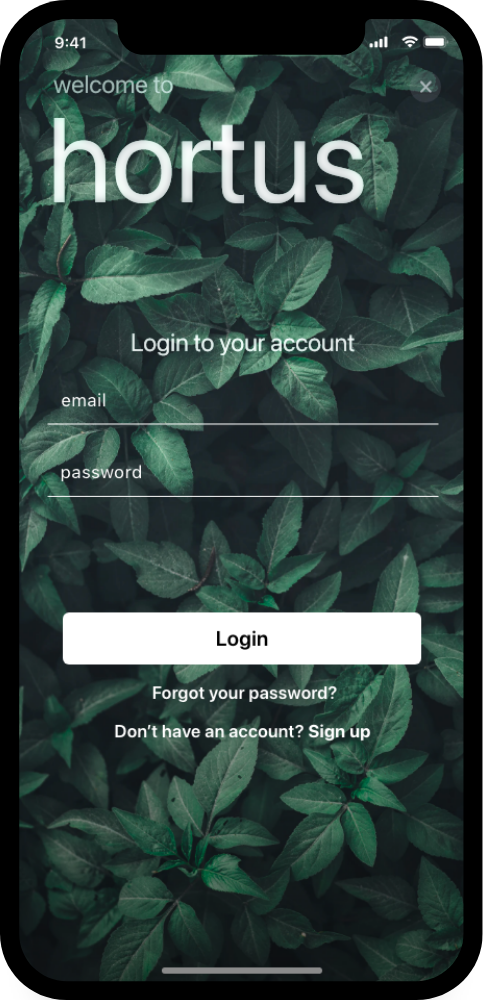 9:41
welcome to
hortus
Login to your account
email
password
Login
Forgot your password?
Don’t have an account? Sign up